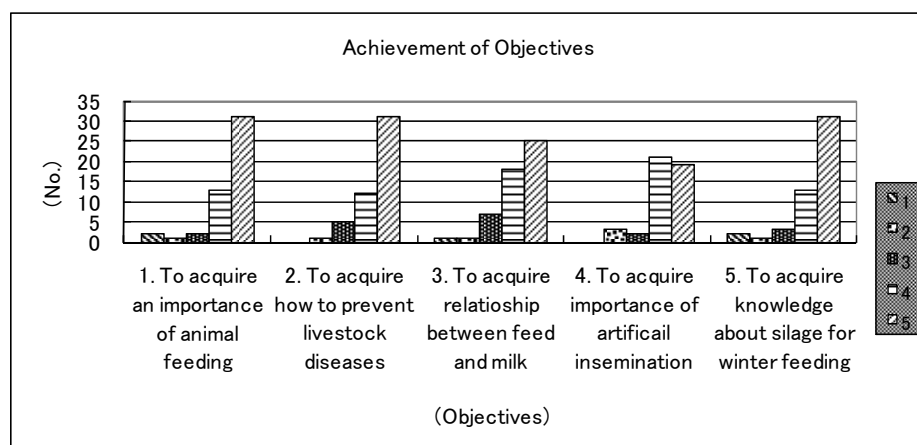 Achievement of Objectives
35
30
25
20
15
10
5
0
(No.)
1. To acquire
an importance
of animal
feeding
2. To acquire
how to prevent
livestock
diseases
3. To acquire
relatioship
between feed
and milk
4. To acquire
importance of
artificail
insemination
5. To acquire
knowledge
about silage for
winter feeding
(Objectives)
1
2
3
4
5